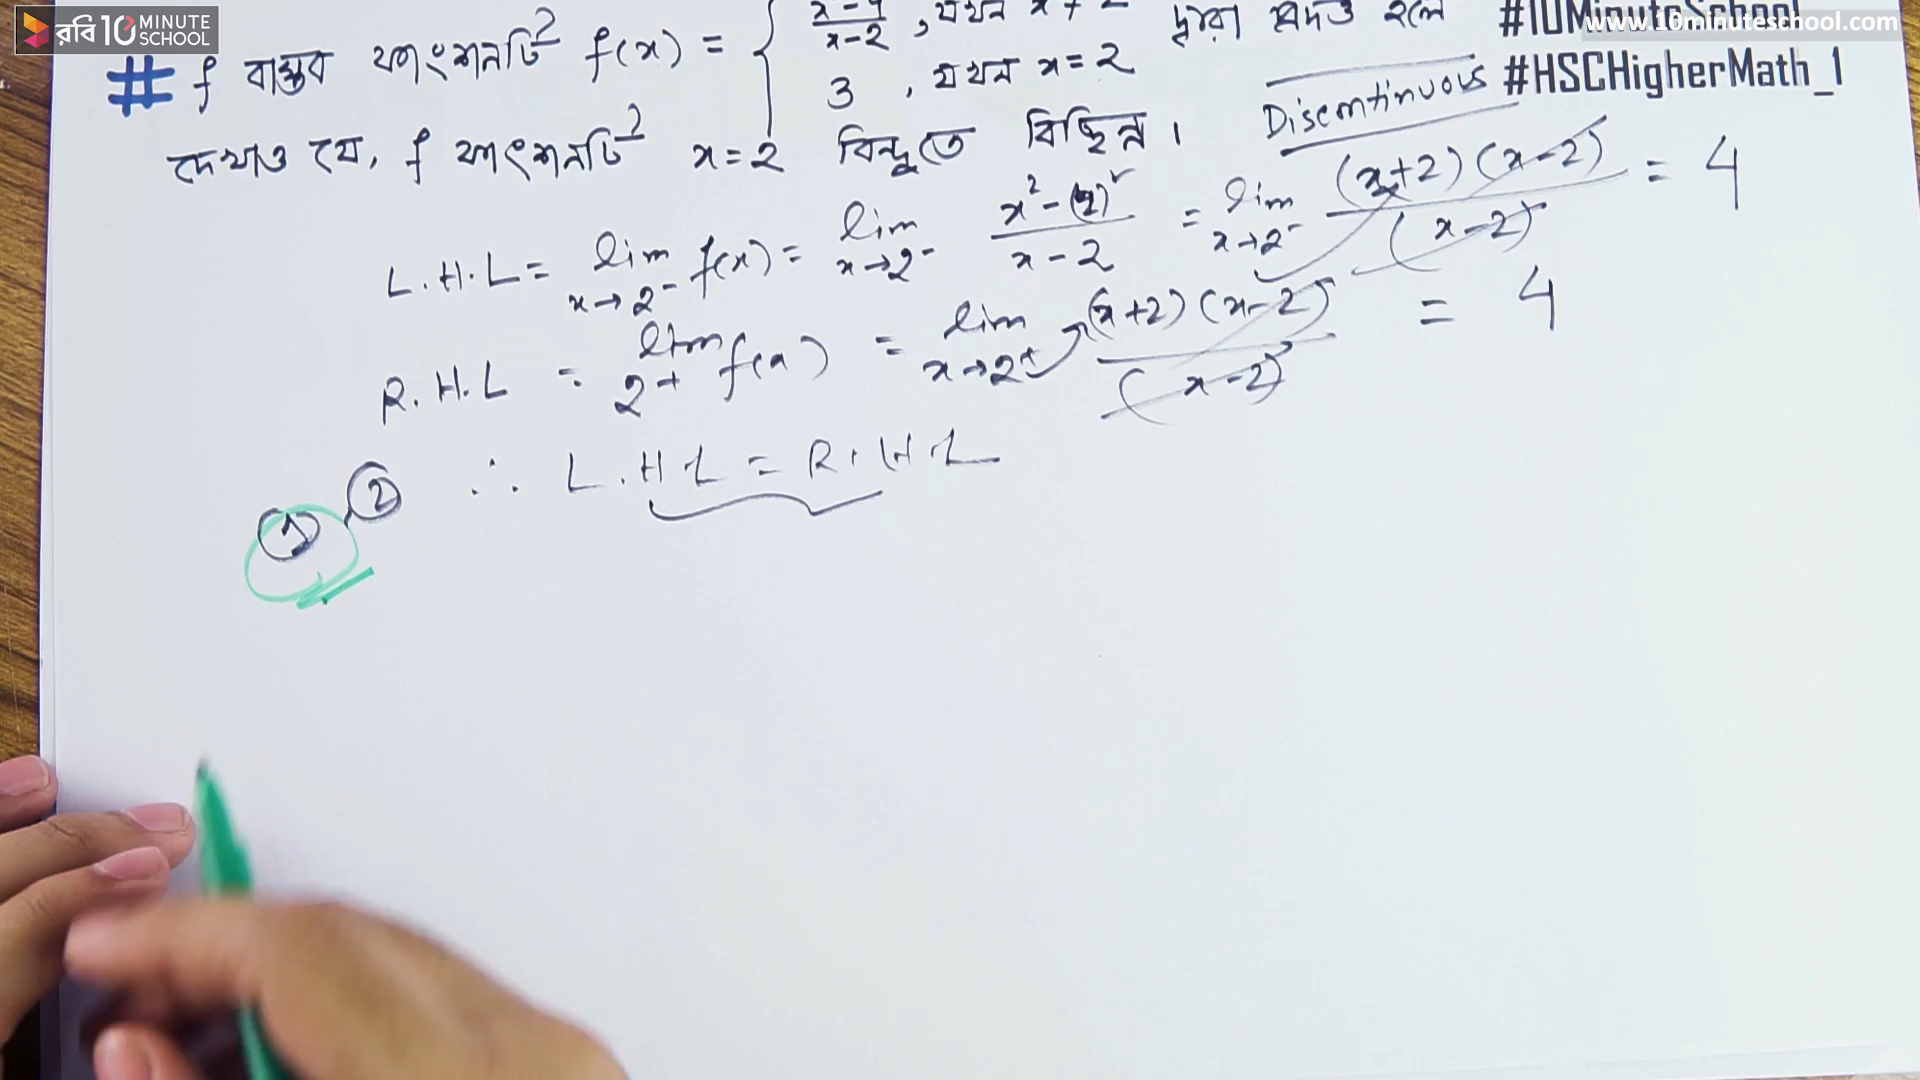 রবি 10 MINUTE SCHOOL
www.10minuteschool.com
#10MinuteSchool
#HSCHigherMath_1
# f বাস্তব ফাংশনটি f(x) = { x²-4/x-2 , যখন x ≠ 2 দ্বারা প্রদত্ত হলে
3 , যখন x = 2
দেখাও যে, f ফাংশনটি x = 2 বিন্দুতে বিচ্ছিন্ন । Discontinuous
L.H.L = lim x→2⁻ f(x) = lim x→2⁻ x²-(2)²/x-2 = lim x→2⁻ (x+2)(x-2)/(x-2) = 4
R.H.L = lim 2+ f(x) = lim x→2+ (x+2)(x-2)/(x-2) = 4
∴ L.H.L = R.H.L
1 2